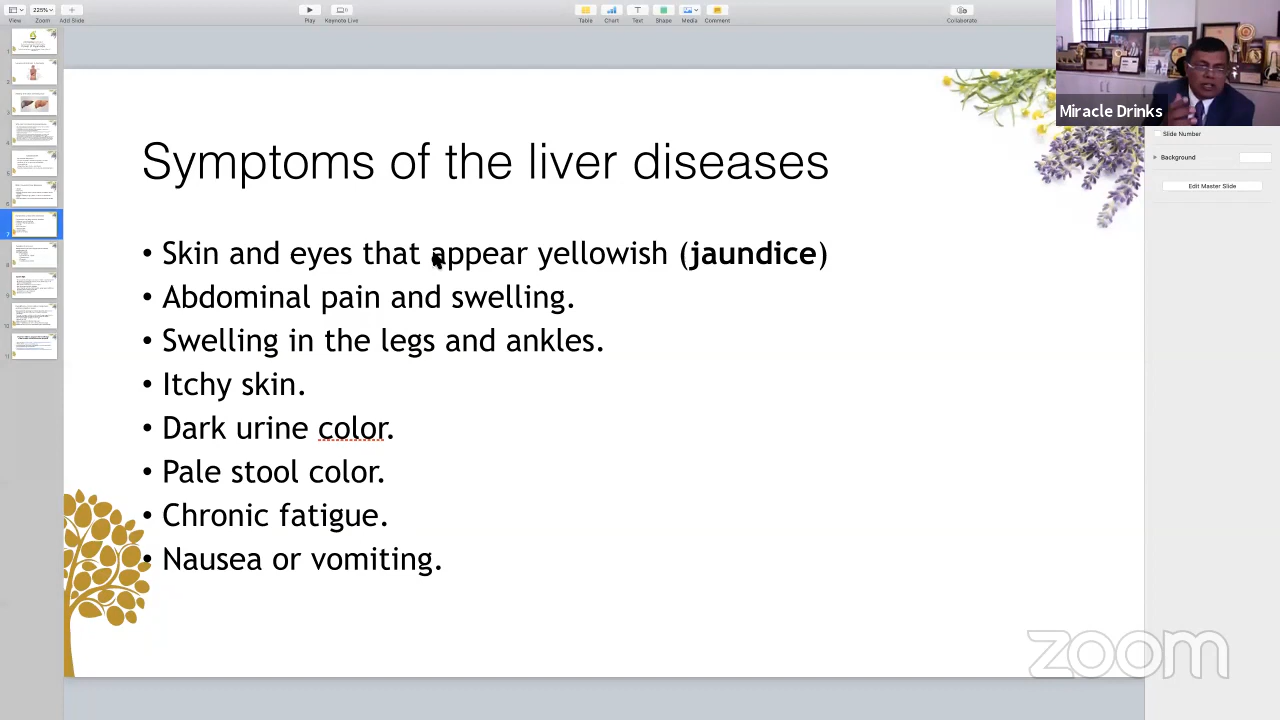 225%
View
Zoom
Add Slide
Play
Keynote Live
Table
Chart
Text
Shape
Media
Comment
Collaborate
Miracle Drinks
Slide Number
Background
Edit Master Slide
Symptoms of the liver diseases
• Skin and eyes that appear yellowish (jaundice)
• Abdominal pain and swelling.
• Swelling in the legs and ankles.
• Itchy skin.
• Dark urine color.
• Pale stool color.
• Chronic fatigue.
• Nausea or vomiting.
zoom